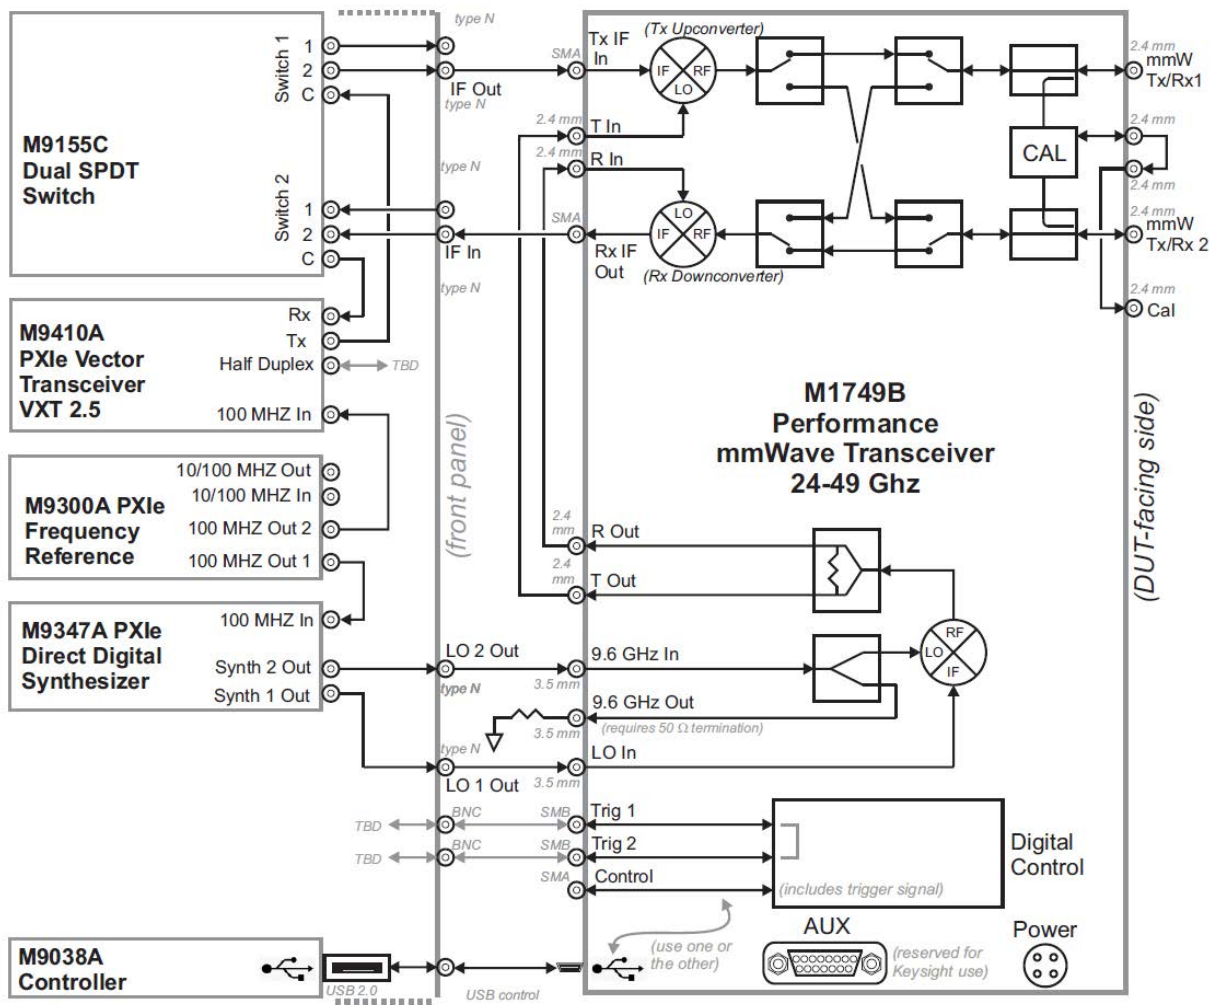 M9155C
Dual SPDT
Switch
Switch 1
1
2
C
Switch 2
1
2
C
M9410A
PXIe Vector
Transceiver
VXT 2.5
Rx
Tx
Half Duplex
TBD
100 MHZ In
M9300A PXIe
Frequency
Reference
10/100 MHZ Out
10/100 MHZ In
100 MHZ Out 2
100 MHZ Out 1
M9347A PXIe
Direct Digital
Synthesizer
100 MHZ In
Synth 2 Out
Synth 1 Out
M9038A
Controller
USB 2.0
type N
IF Out
type N
type N
IF In
type N
(front panel)
LO 2 Out
type N
type N
LO 1 Out
TBD
BNC
SMB
TBD
BNC
SMB
SMA
USB control
SMA
Tx IF
In
(Tx Upconverter)
IF
RF
LO
2.4 mm
T In
2.4 mm
R In
LO
IF
RF
SMA
Rx IF
Out
(Rx Downconverter)
CAL
2.4 mm
mmW
Tx/Rx1
2.4 mm
2.4 mm
2.4 mm
mmW
Tx/Rx 2
2.4 mm
Cal
M1749B
Performance
mmWave Transceiver
24-49 Ghz
(DUT-facing side)
2.4
mm
R Out
2.4
mm
T Out
RF
LO
IF
9.6 GHz In
3.5 mm
9.6 GHz Out
(requires 50 Ω termination)
3.5 mm
LO In
3.5 mm
Trig 1
Trig 2
Control
(includes trigger signal)
Digital
Control
(use one or
the other)
AUX
(reserved for
Keysight use)
Power